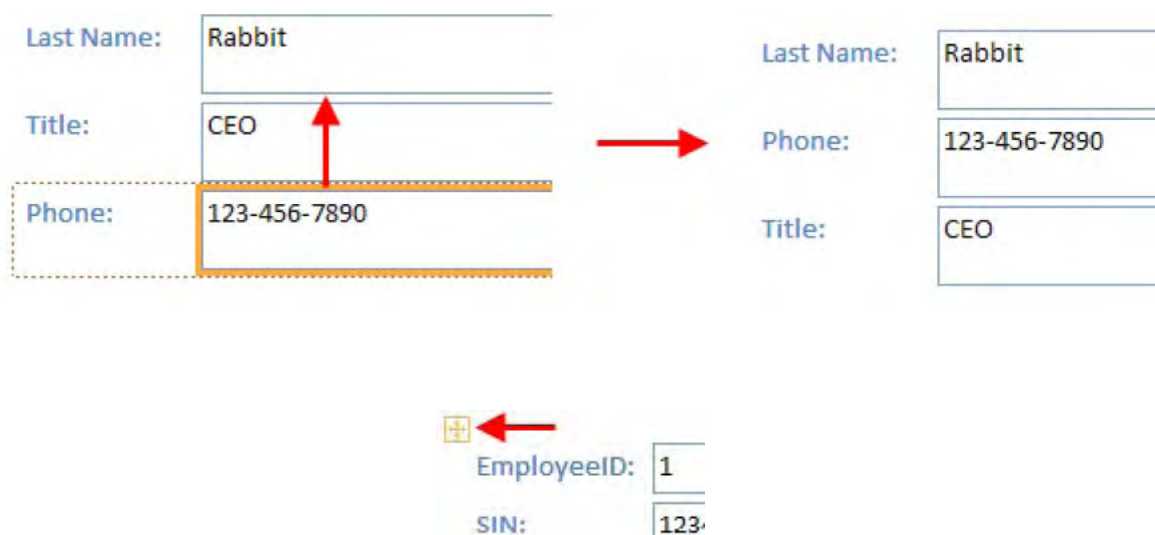 Last Name: Rabbit
Title: CEO
Phone: 123-456-7890
Last Name: Rabbit
Phone: 123-456-7890
Title: CEO
EmployeeID: 1
SIN: 123-